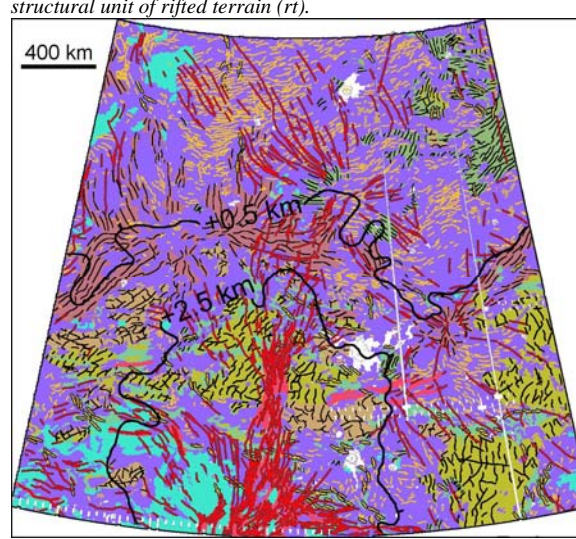 structural unit of rifted terrain (rt).
400 km
+0.5 km
+2.5 km